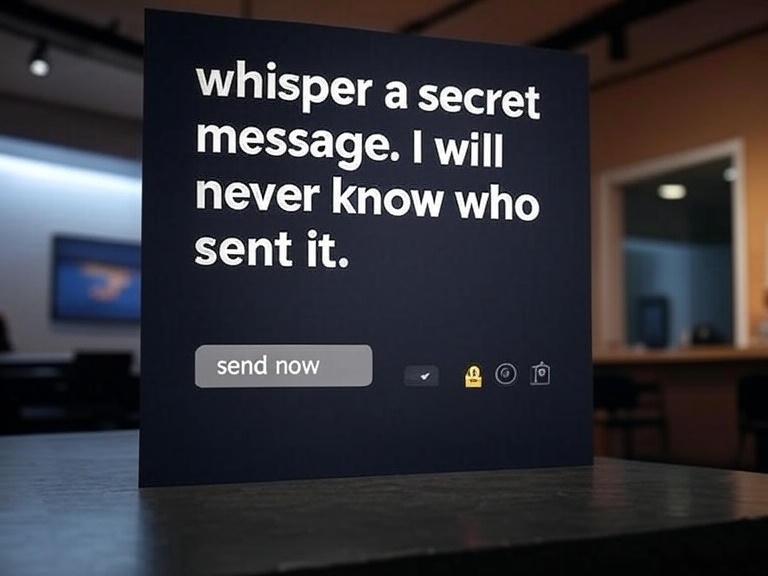 whisper a secret
message. I will
never know who
sent it.
send now